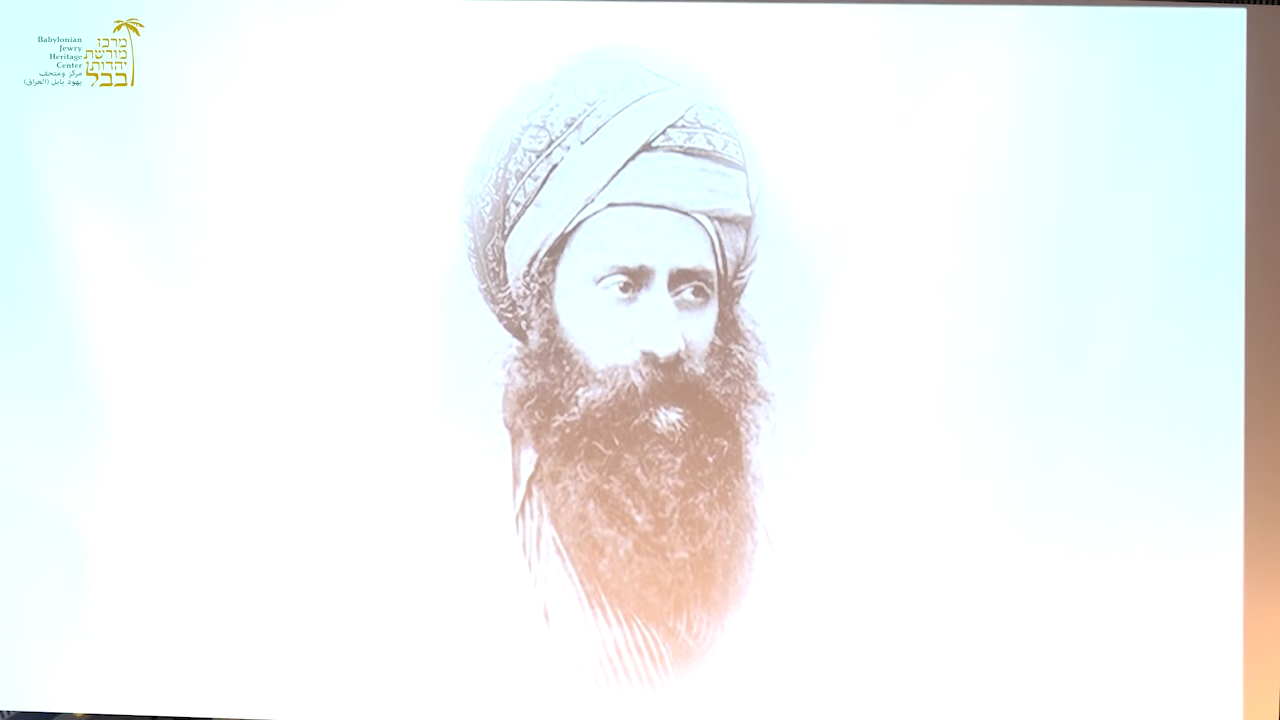 Babylonian
Jewry
Heritage
Center
مركز ومتحف
يهود بابل (العراق)
מרכז
מורשת
יהדות
בבל